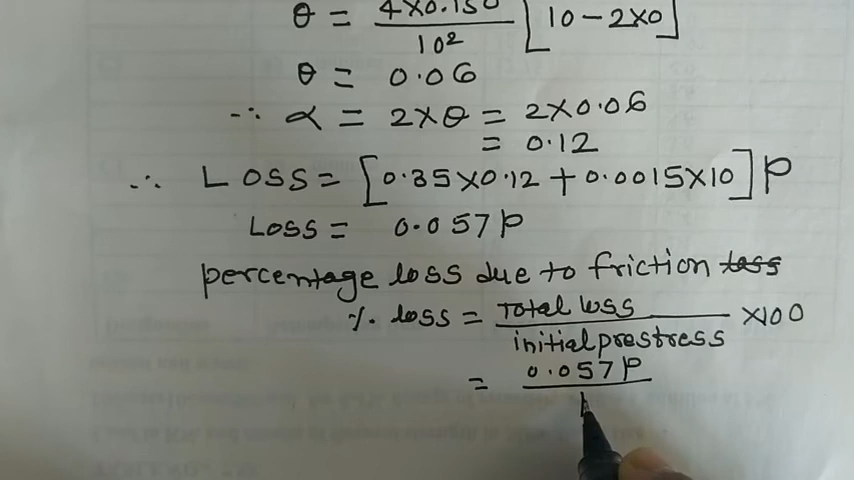 θ = 4×0.150 / 10² [10 - 2×0]
θ = 0.06
∴ α = 2×θ = 2×0.06
= 0.12
∴ Loss = [0.35×0.12 + 0.0015×10] P
Loss = 0.057P
percentage loss due to friction loss
% loss = Total loss / initial prestress ×100
= 0.057P /